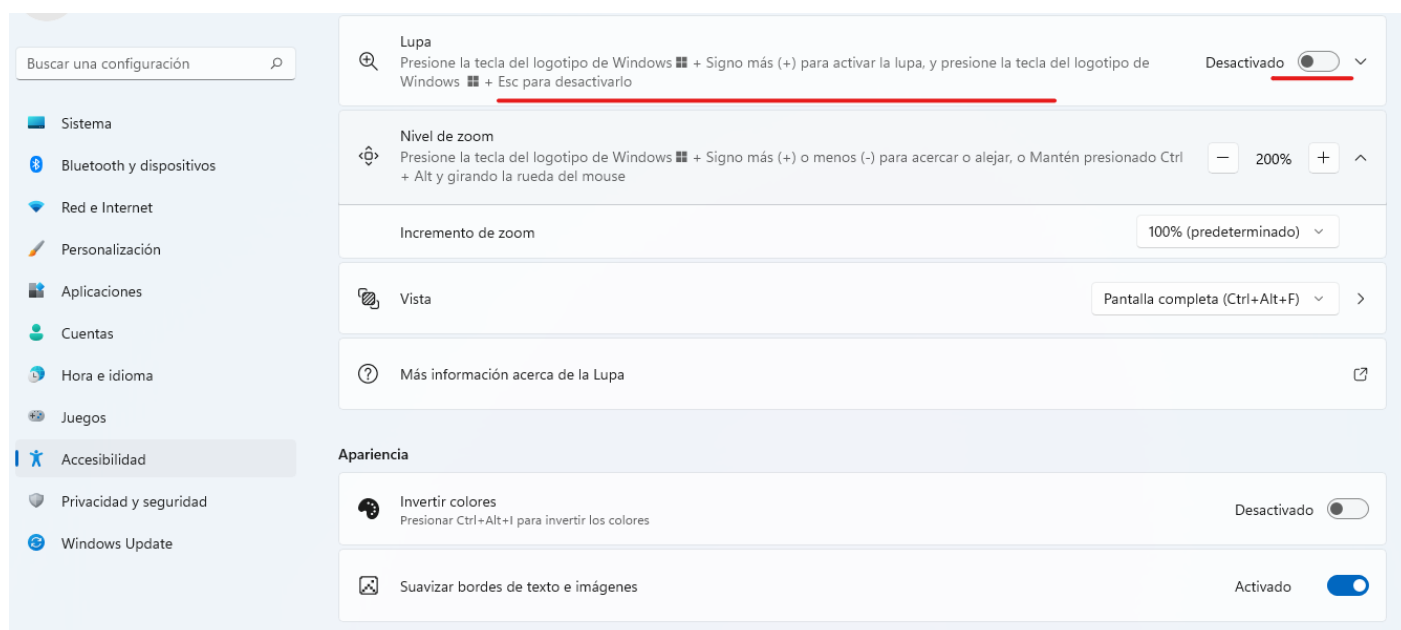 Buscar una configuración
Sistema
Bluetooth y dispositivos
Red e Internet
Personalización
Aplicaciones
Cuentas
Hora e idioma
Juegos
Accesibilidad
Privacidad y seguridad
Windows Update
Lupa
Presione la tecla del logotipo de Windows + Signo más (+) para activar la lupa, y presione la tecla del logotipo de
Windows + Esc para desactivarlo
Desactivado
Nivel de zoom
Presione la tecla del logotipo de Windows + Signo más (+) o menos (-) para acercar o alejar, o Mantén presionado Ctrl
+ Alt y girando la rueda del mouse
200%
Incremento de zoom
100% (predeterminado)
Vista
Pantalla completa (Ctrl+Alt+F)
Más información acerca de la Lupa
Apariencia
Invertir colores
Presionar Ctrl+Alt+I para invertir los colores
Desactivado
Suavizar bordes de texto e imágenes
Activado